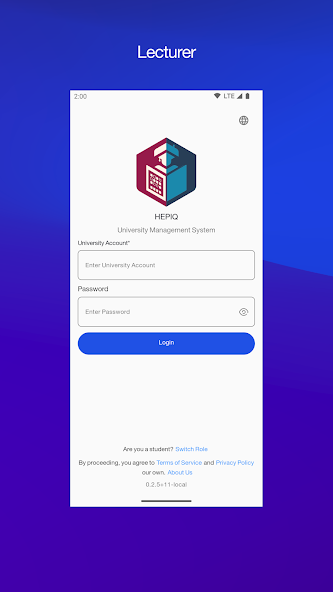 Lecturer
2:00 LTE
HEPIQ
University Management System
University Account*
Enter University Account
Password
Enter Password
Login
Are you a student? Switch Role
By proceeding, you agree to Terms of Service and Privacy Policy
our own. About Us
0.2.5+11-local